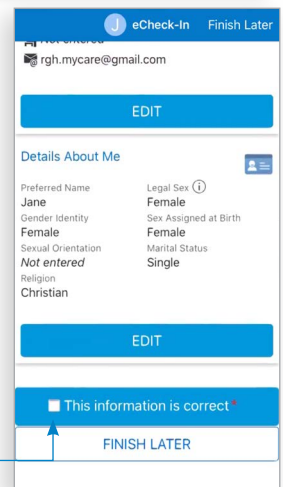 J eCheck-In Finish Later
Not entered
rgh.mycare@gmail.com
EDIT
Details About Me
Preferred Name Legal Sex i
Jane Female
Gender Identity Sex Assigned at Birth
Female Female
Sexual Orientation Marital Status
Not entered Single
Religion
Christian
EDIT
This information is correct *
FINISH LATER